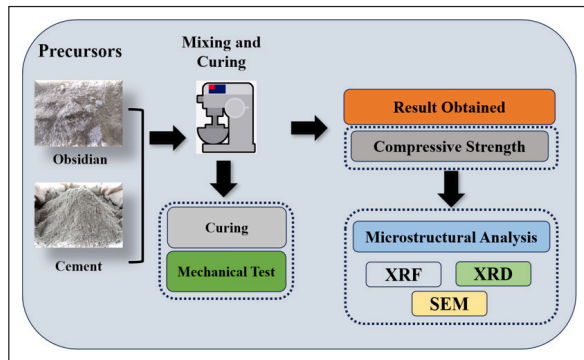 Precursors
Obsidian
Cement
Mixing and
Curing
Curing
Mechanical Test
Result Obtained
Compressive Strength
Microstructural Analysis
XRF
XRD
SEM